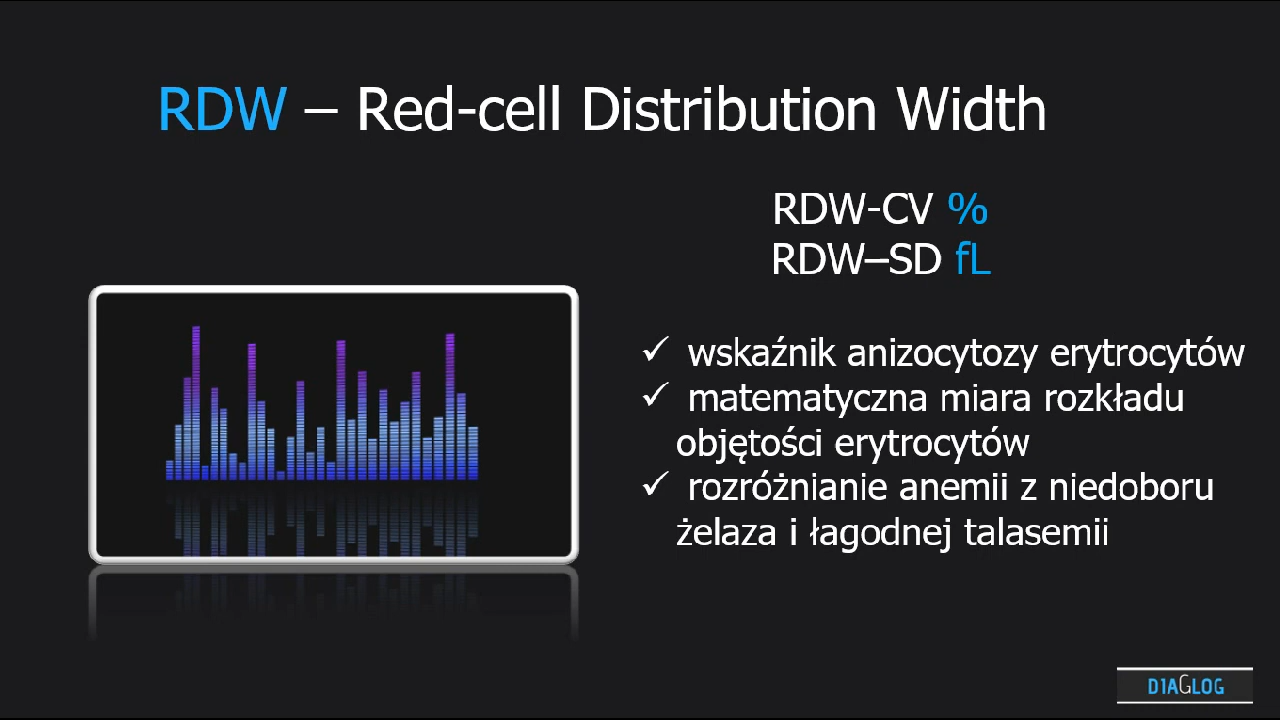 RDW – Red-cell Distribution Width
RDW-CV %
RDW–SD fL
✓ wskaźnik anizocytozy erytrocytów
✓ matematyczna miara rozkładu
objętości erytrocytów
✓ rozróżnianie anemii z niedoboru
żelaza i łagodnej talasemii
DIAGLOG